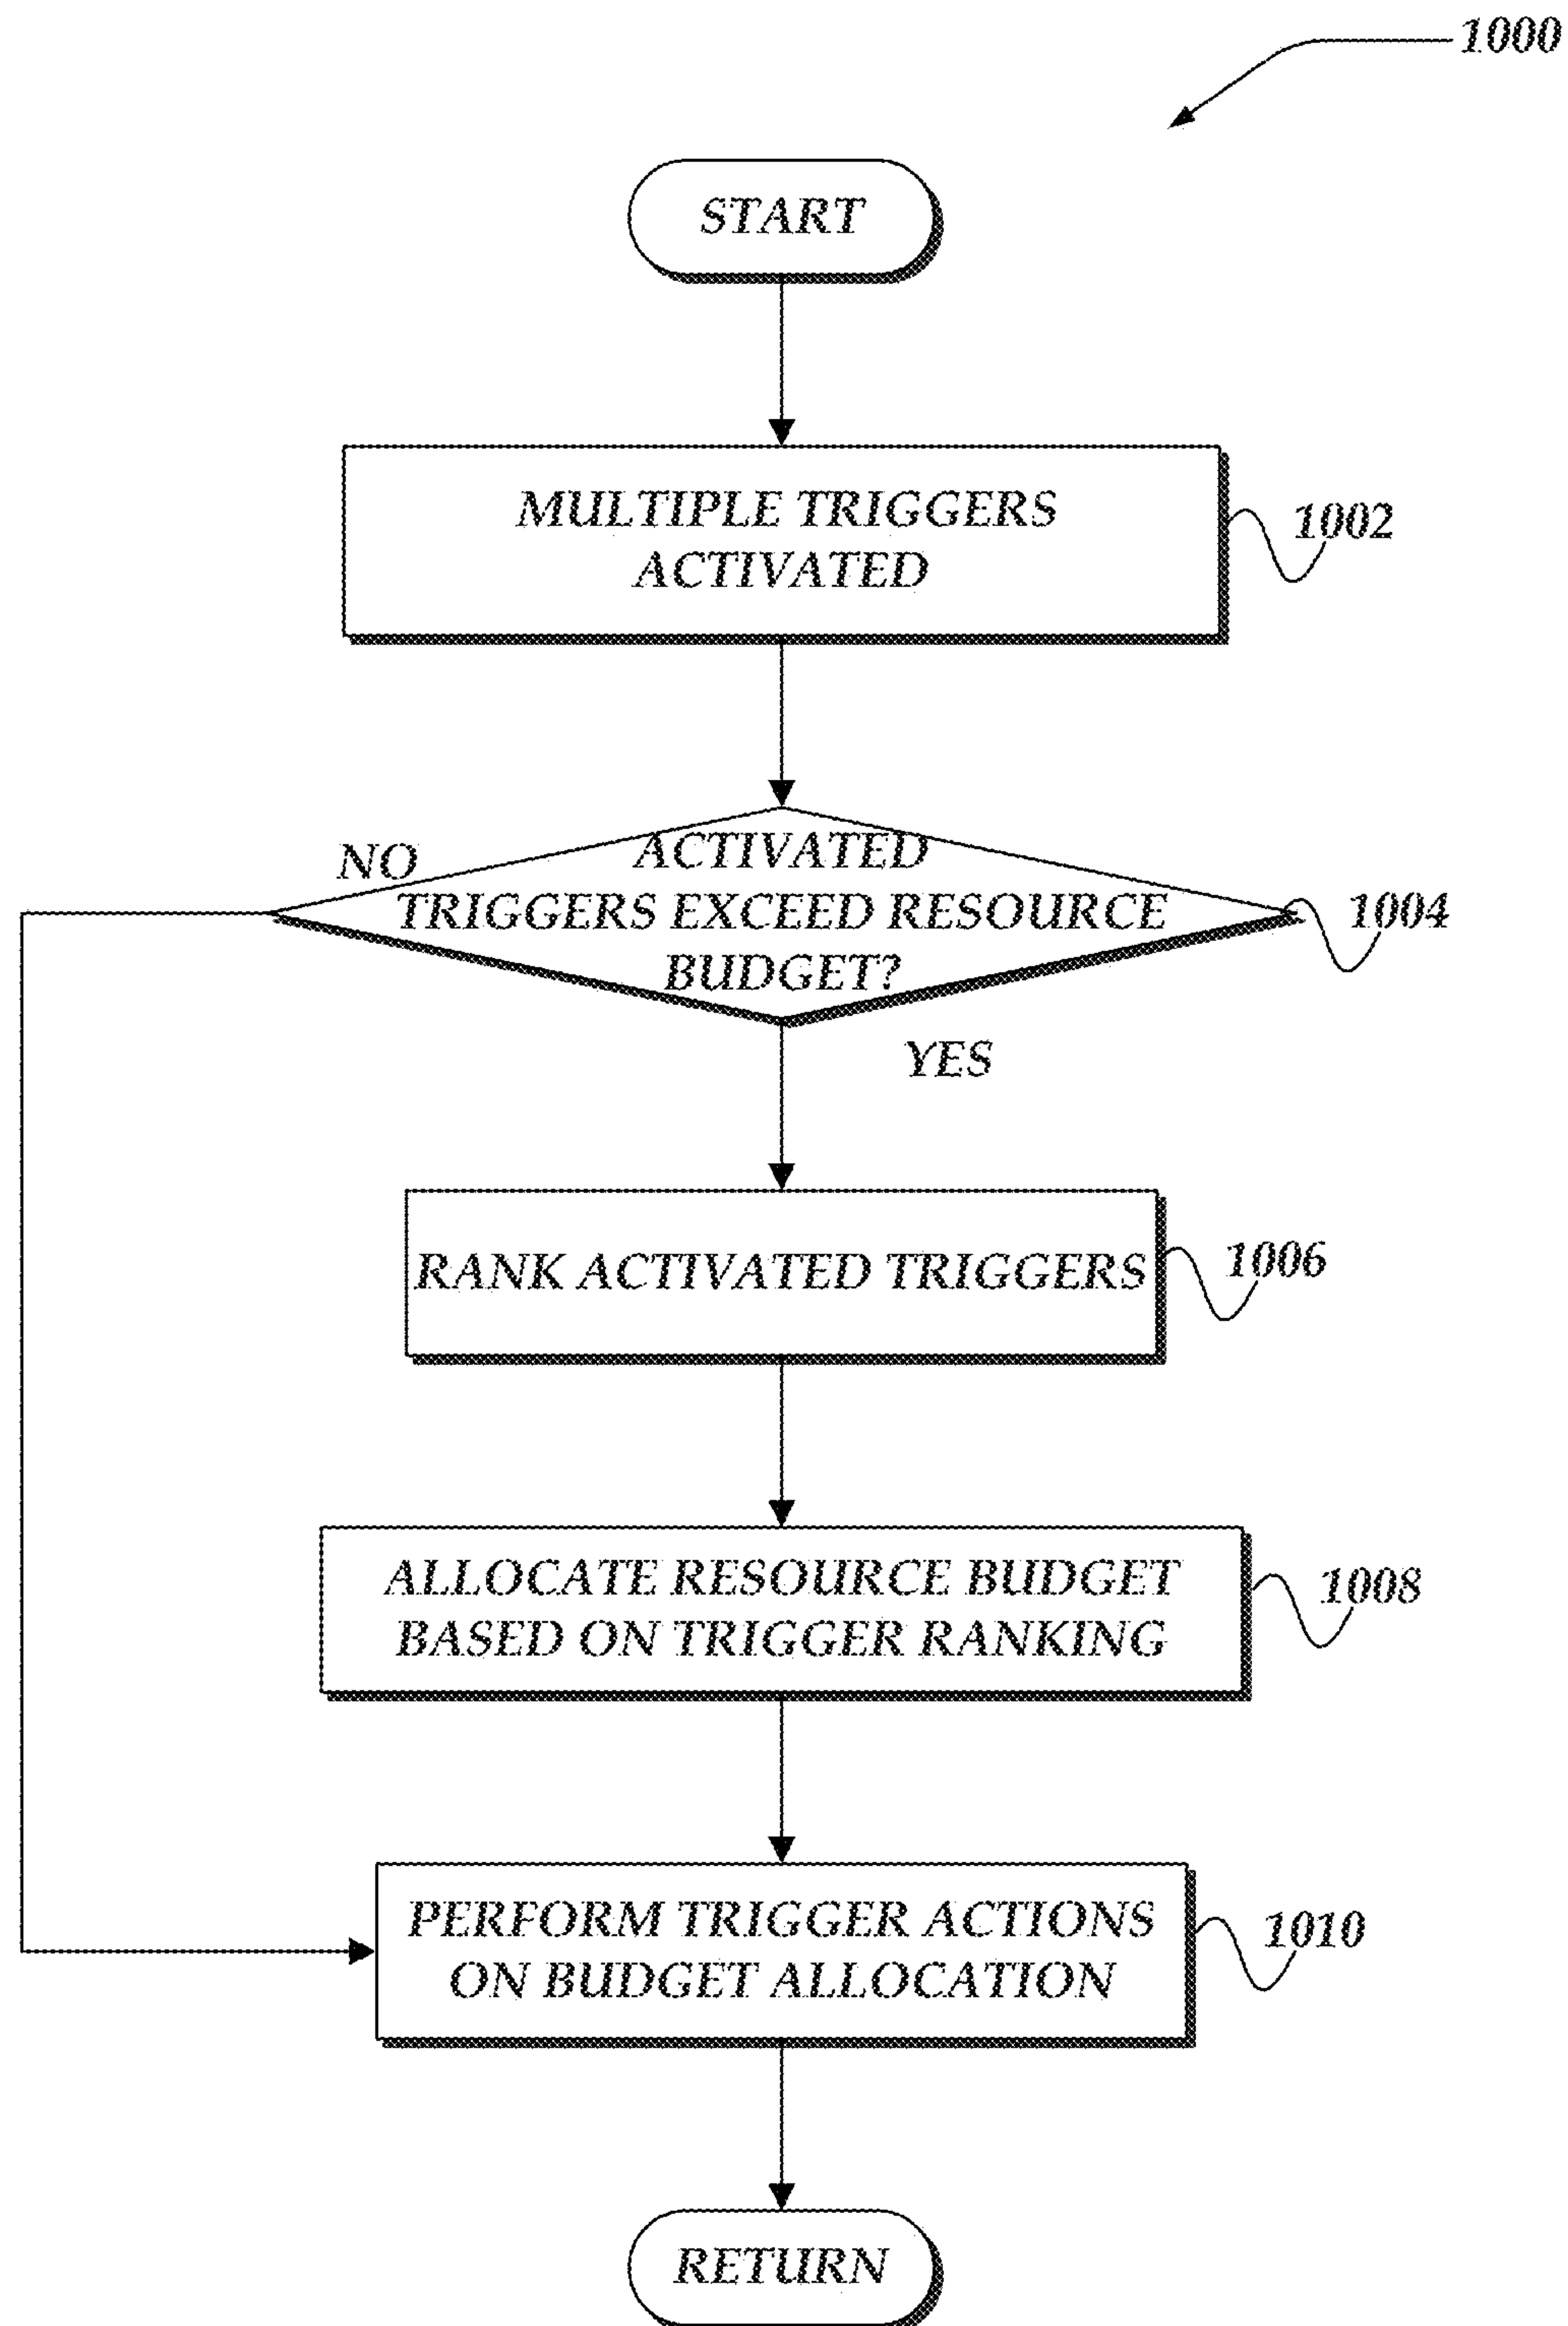 1000
START
MULTIPLE TRIGGERS
ACTIVATED
1002
NO
ACTIVATED
TRIGGERS EXCEED RESOURCE
BUDGET?
1004
YES
RANK ACTIVATED TRIGGERS
1006
ALLOCATE RESOURCE BUDGET
BASED ON TRIGGER RANKING
1008
PERFORM TRIGGER ACTIONS
ON BUDGET ALLOCATION
1010
RETURN